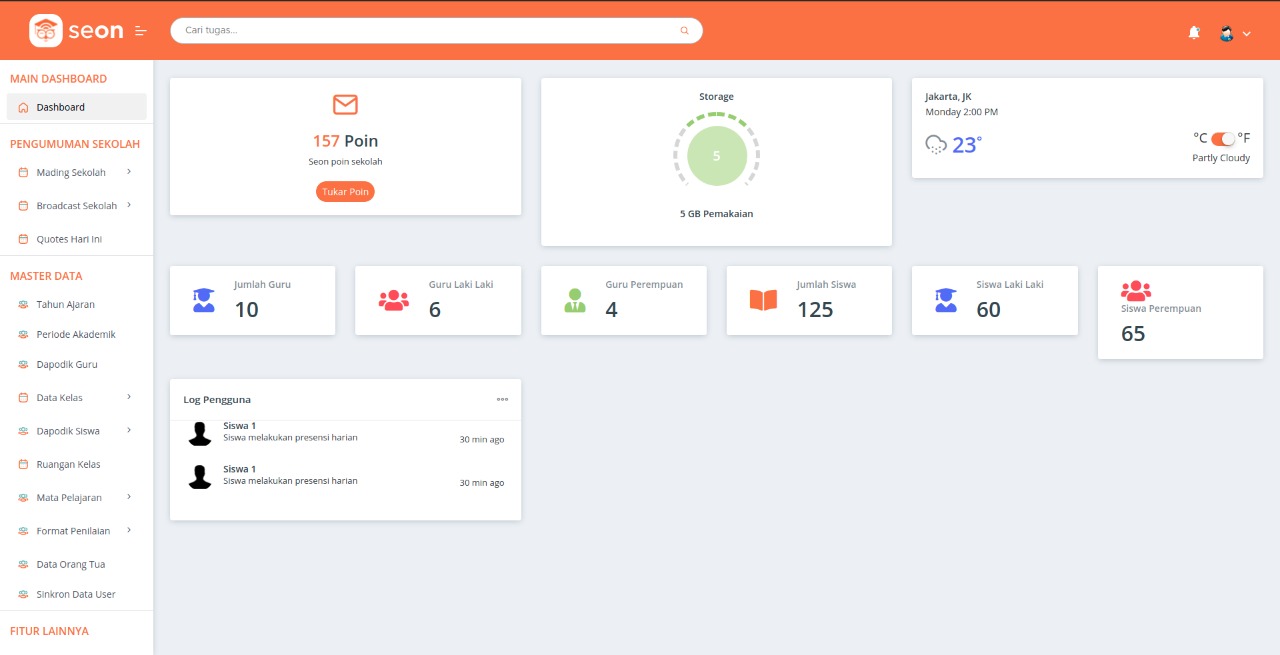 seon
Cari tugas...
MAIN DASHBOARD
Dashboard
PENGUMUMAN SEKOLAH
Mading Sekolah
Broadcast Sekolah
Quotes Hari Ini
MASTER DATA
Tahun Ajaran
Periode Akademik
Dapodik Guru
Data Kelas
Dapodik Siswa
Ruangan Kelas
Mata Pelajaran
Format Penilaian
Data Orang Tua
Sinkron Data User
FITUR LAINNYA
157 Poin
Seon poin sekolah
Tukar Poin
Storage
5
5 GB Pemakaian
Jakarta, JK
Monday 2:00 PM
23°
°C °F
Partly Cloudy
Jumlah Guru
10
Guru Laki Laki
6
Guru Perempuan
4
Jumlah Siswa
125
Siswa Laki Laki
60
Siswa Perempuan
65
Log Pengguna
Siswa 1
Siswa melakukan presensi harian
30 min ago
Siswa 1
Siswa melakukan presensi harian
30 min ago